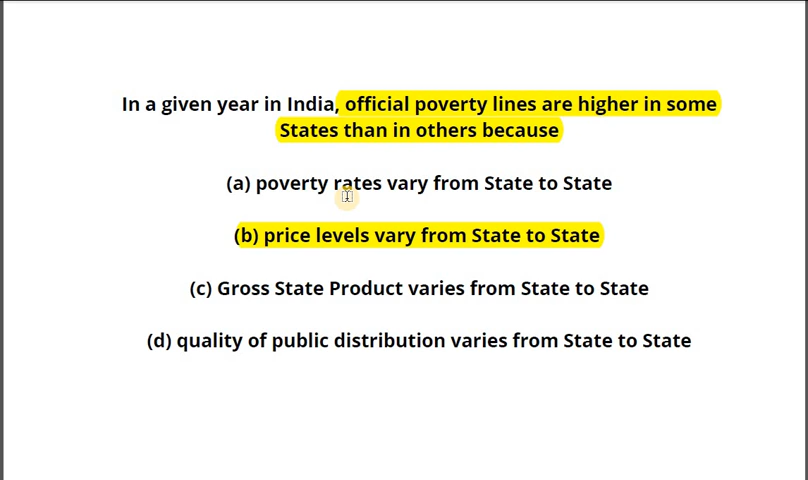 In a given year in India, official poverty lines are higher in some
States than in others because
(a) poverty rates vary from State to State
(b) price levels vary from State to State
(c) Gross State Product varies from State to State
(d) quality of public distribution varies from State to State